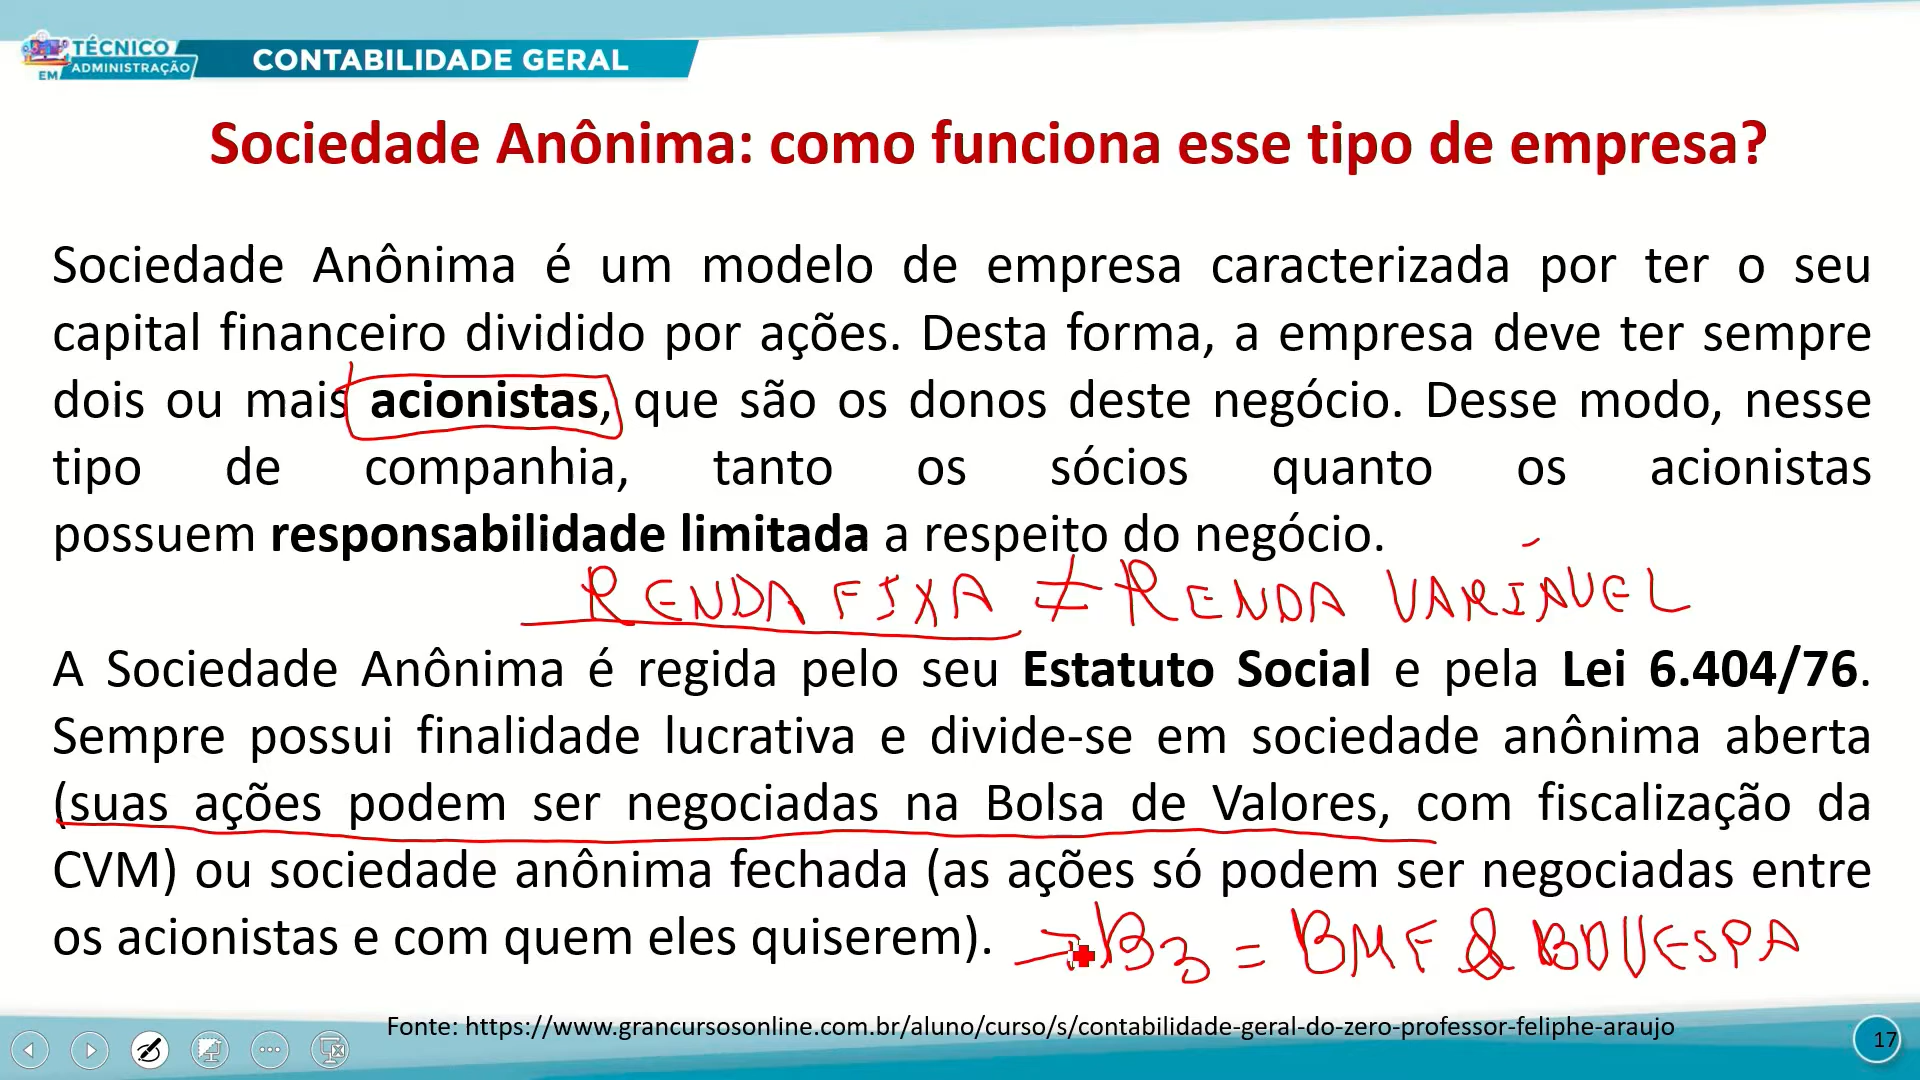 TÉCNICO
EM ADMINISTRAÇÃO
CONTABILIDADE GERAL
Sociedade Anônima: como funciona esse tipo de empresa?
Sociedade Anônima é um modelo de empresa caracterizada por ter o seu
capital financeiro dividido por ações. Desta forma, a empresa deve ter sempre
dois ou mais acionistas, que são os donos deste negócio. Desse modo, nesse
tipo de companhia, tanto os sócios quanto os acionistas
possuem responsabilidade limitada a respeito do negócio.
RENDA FIXA ≠ RENDA VARIÁVEL
A Sociedade Anônima é regida pelo seu Estatuto Social e pela Lei 6.404/76.
Sempre possui finalidade lucrativa e divide-se em sociedade anônima aberta
(suas ações podem ser negociadas na Bolsa de Valores, com fiscalização da
CVM) ou sociedade anônima fechada (as ações só podem ser negociadas entre
os acionistas e com quem eles quiserem).
→ B3 = BMF & BOVESPA
Fonte: https://www.grancursosonline.com.br/aluno/curso/s/contabilidade-geral-do-zero-professor-feliphe-araujo
17